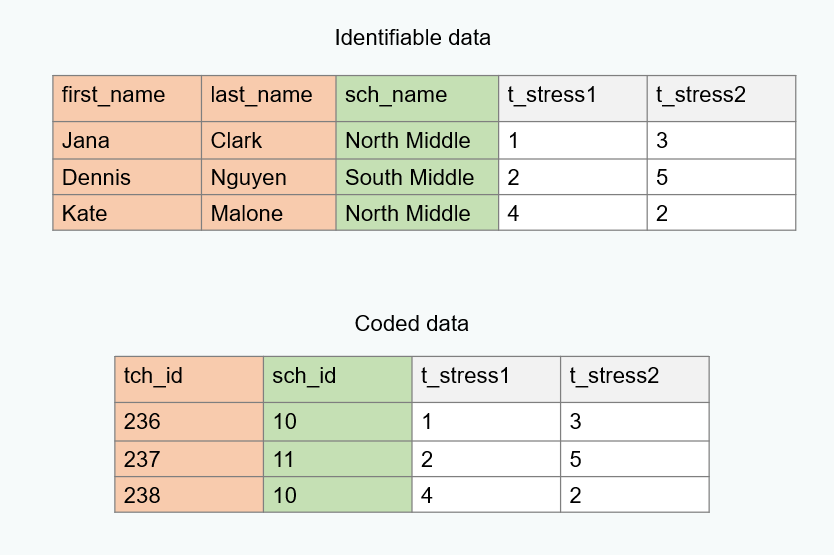 Identifiable data
first_name last_name sch_name t_stress1 t_stress2
Jana Clark North Middle 1 3
Dennis Nguyen South Middle 2 5
Kate Malone North Middle 4 2
Coded data
tch_id sch_id t_stress1 t_stress2
236 10 1 3
237 11 2 5
238 10 4 2